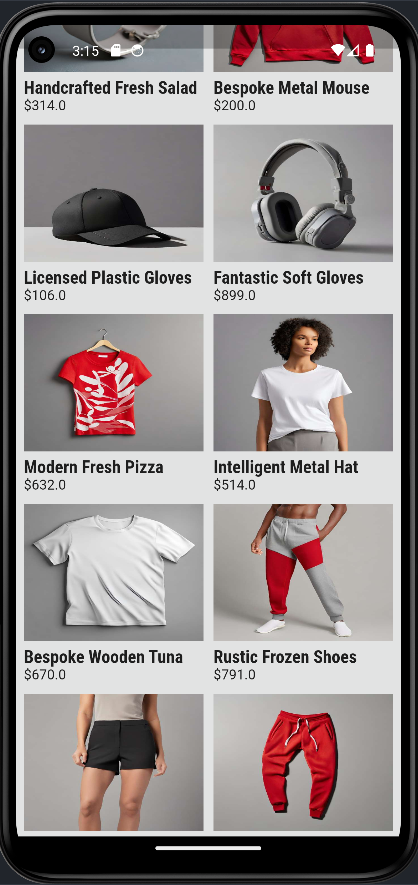 3:15
Handcrafted Fresh Salad
$314.0
Bespoke Metal Mouse
$200.0
Licensed Plastic Gloves
$106.0
Fantastic Soft Gloves
$899.0
Modern Fresh Pizza
$632.0
Intelligent Metal Hat
$514.0
Bespoke Wooden Tuna
$670.0
Rustic Frozen Shoes
$791.0